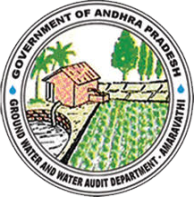 GOVERNMENT OF ANDHRA PRADESH
GROUND WATER AND WATER AUDIT DEPARTMENT - AMARAVATHI